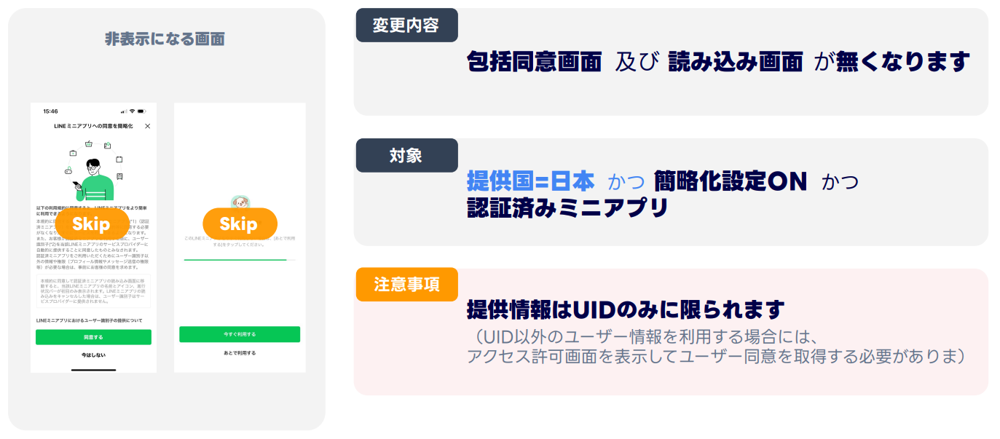 非表示になる画面
15:46
LINEミニアプリへの同意を簡略化
以下の利用規約に同意すると、LINEミニアプリをより簡単
に利用でき
Skip
本規約に同
(*1)（認証
済ミニア
意する必要
がなくな
なります。
また、お客様が
に、ユーザー
識別子(*2)を当該LINEミニアプリのサービスプロバイダーに
自動的に提供することに同意したものとみなされます。
認証済ミニアプリをご利用いただくためにユーザー識別子以
外の情報や権限（プロフィール情報やメッセージ送信の権限
等）が必要な場合は、事前にお客様の同意を求めます。
本規約に同意して認証済ミニアプリの読み込み画面に移
動すると、当該LINEミニアプリの名前とアイコン、進行
状況バーが初回のみ表示されます。LINEミニアプリの読
み込みをキャンセルした場合は、ユーザー識別子はサー
ビスプロバイダーに提供されません。
LINEミニアプリにおけるユーザー識別子の提供について
同意する
今はしない
Skip
このLINEミニ
は、[あとで利用
する]をタップしてください。
今すぐ利用する
あとで利用する
変更内容
包括同意画面 及び 読み込み画面 が無くなります
対象
提供国=日本 かつ 簡略化設定ON かつ
認証済みミニアプリ
注意事項
提供情報はUIDのみに限られます
（UID以外のユーザー情報を利用する場合には、
アクセス許可画面を表示してユーザー同意を取得する必要がありま）